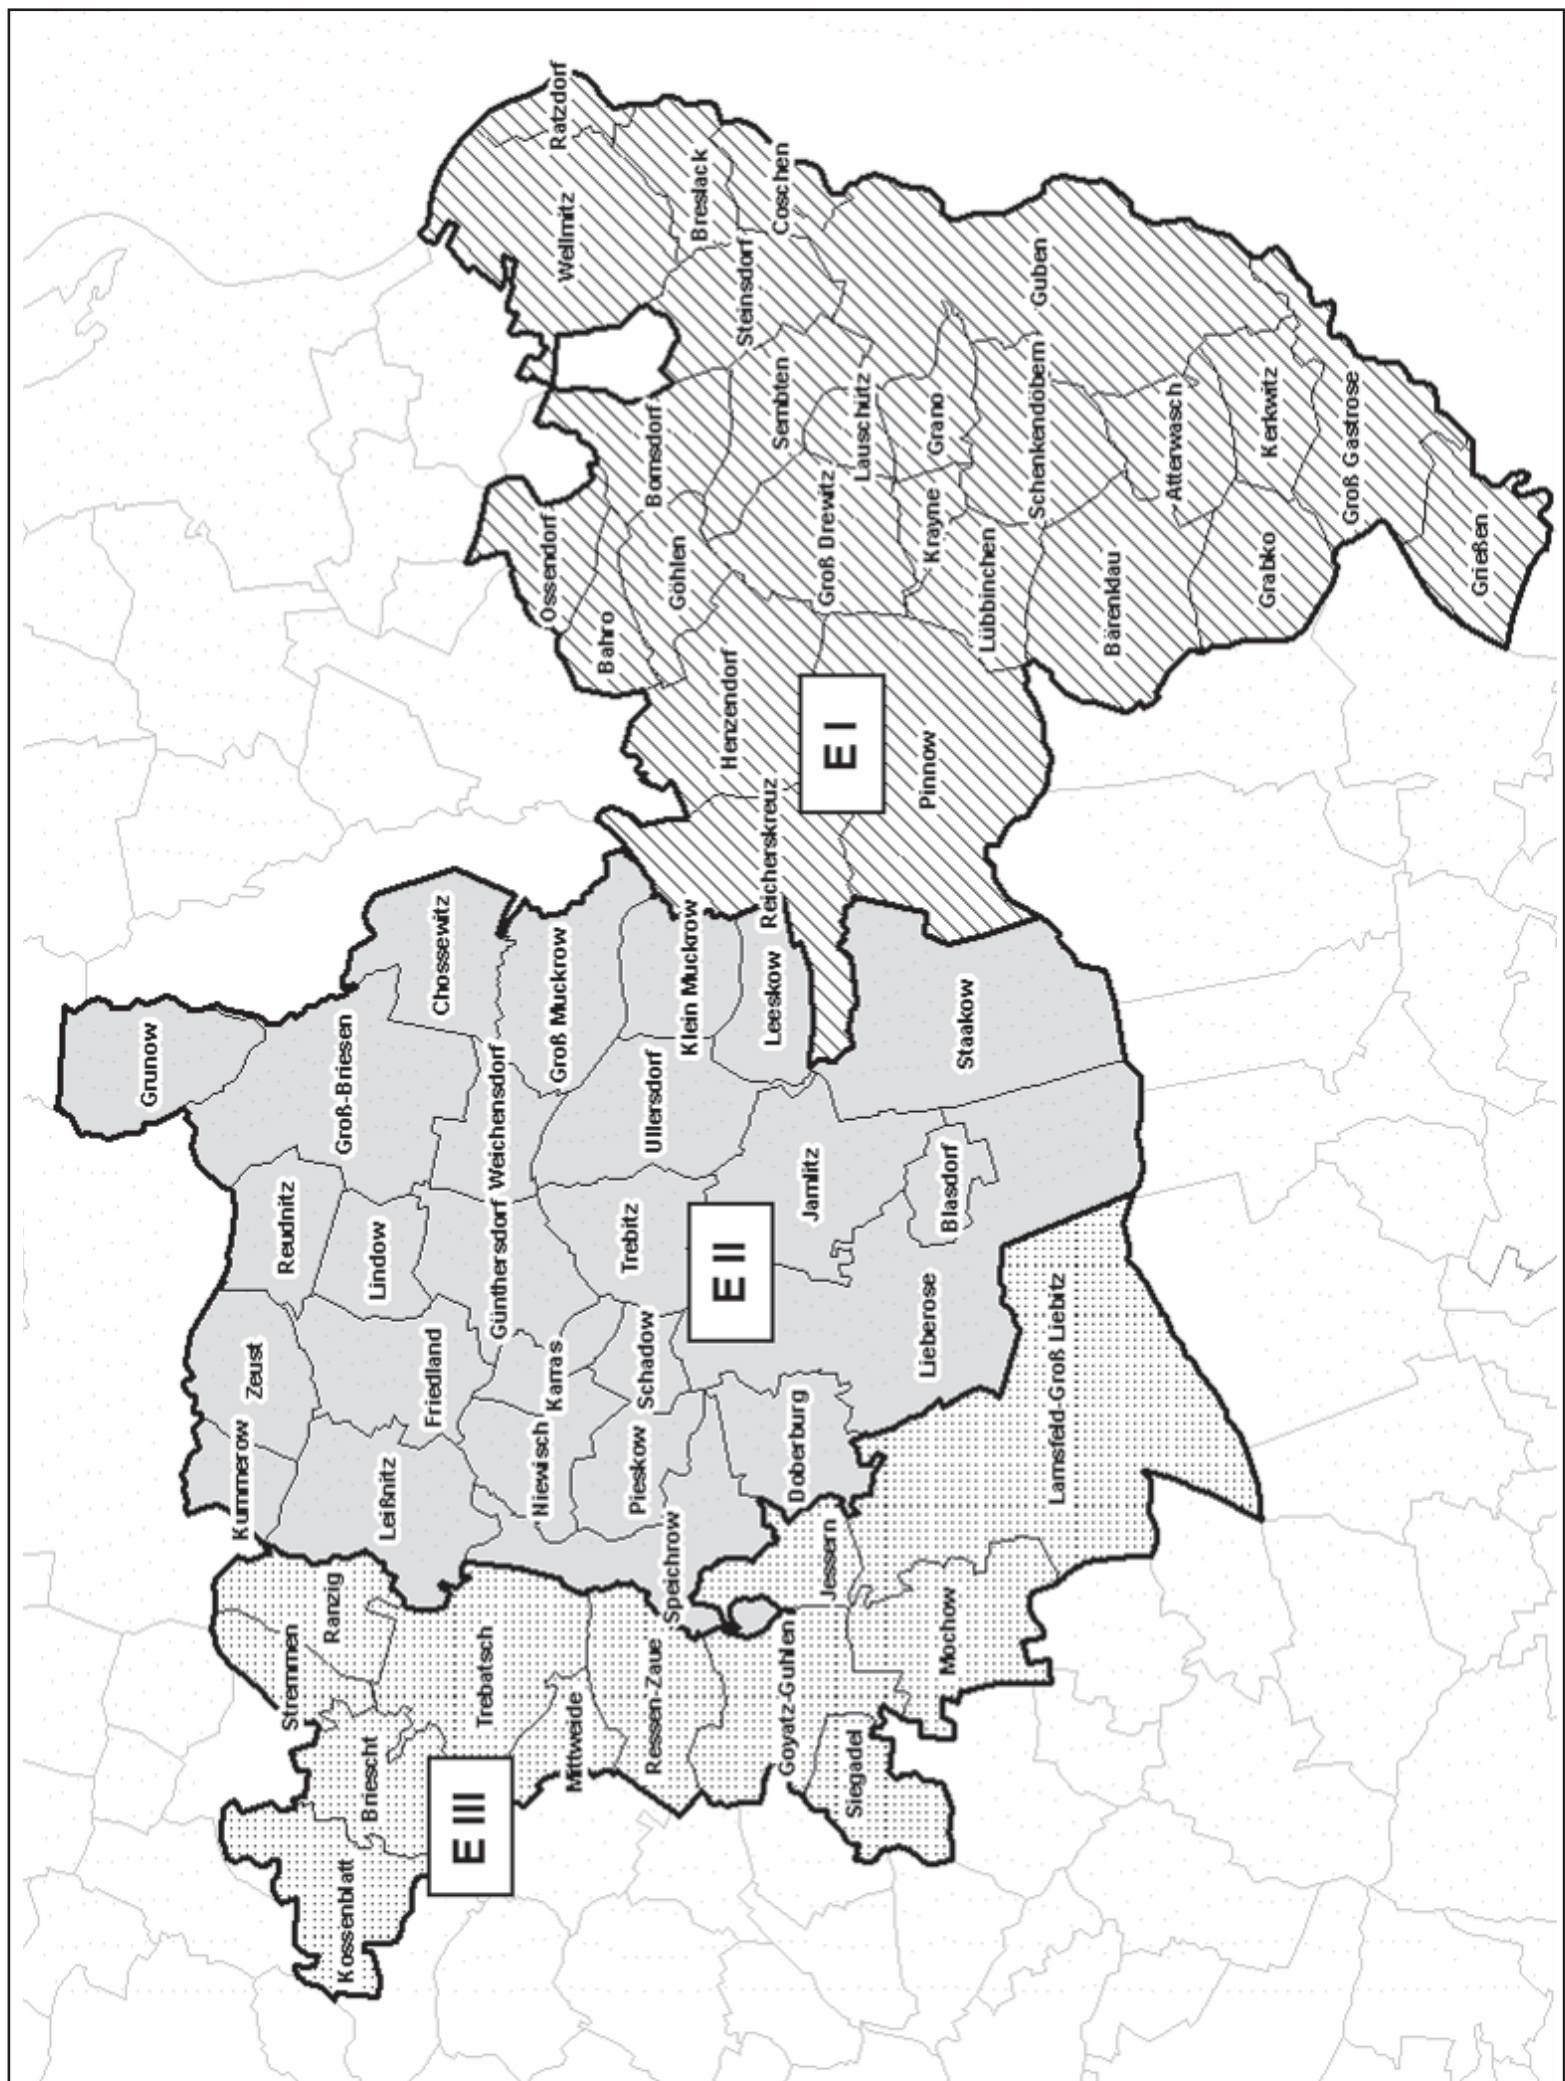 Grunow
Chossewitz
Groß-Briesen
Reudnitz
Lindow
Zeust
Kummerow
Friedland
Leißnitz
Günthersdorf
Weichensdorf
Groß Muckrow
Klein Muckrow
Ullersdorf
Leeskow
Trebitz
Karras
Niewisch
Schadow
Pieskow
Speichrow
E II
Jamlitz
Staakow
Blasdorf
Lieberose
Doberburg
Ratzdorf
Wellmitz
Breslack
Coschen
Steinsdorf
Bomsdorf
Ossendorf
Bahro
Göhlen
Sembten
Lauschütz
Groß Drewitz
Grano
Krayne
Guben
Schenkendöbern
Lübbinchen
Henzendorf
Reicherskreuz
E I
Pinnow
Bärenklau
Atterwasch
Kerkwitz
Grabko
Groß Gastrose
Grießen
Ranzig
Stremmen
Trebatsch
Briescht
Kossenblatt
E III
Mittweide
Ressen-Zaue
Goyatz-Guhlen
Jessern
Siegadel
Mochow
Lamsfeld-Groß Liebitz